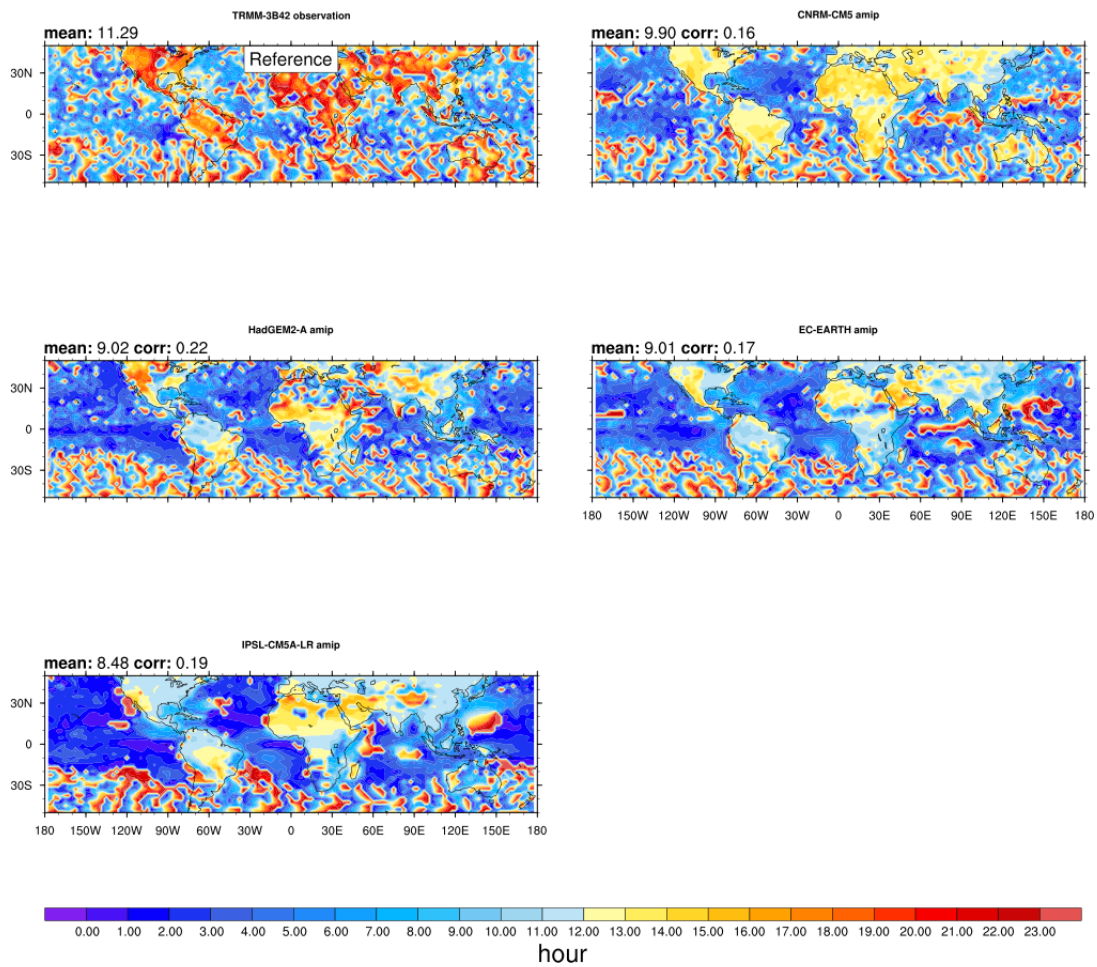 TRMM-3B42 observation
mean: 11.29
Reference
30N
0
30S
CNRM-CM5 amip
mean: 9.90 corr: 0.16
HadGEM2-A amip
mean: 9.02 corr: 0.22
30N
0
30S
EC-EARTH amip
mean: 9.01 corr: 0.17
180 150W 120W 90W 60W 30W 0 30E 60E 90E 120E 150E 180
IPSL-CM5A-LR amip
mean: 8.48 corr: 0.19
30N
0
30S
180 150W 120W 90W 60W 30W 0 30E 60E 90E 120E 150E 180
0.00 1.00 2.00 3.00 4.00 5.00 6.00 7.00 8.00 9.00 10.00 11.00 12.00 13.00 14.00 15.00 16.00 17.00 18.00 19.00 20.00 21.00 22.00 23.00
hour